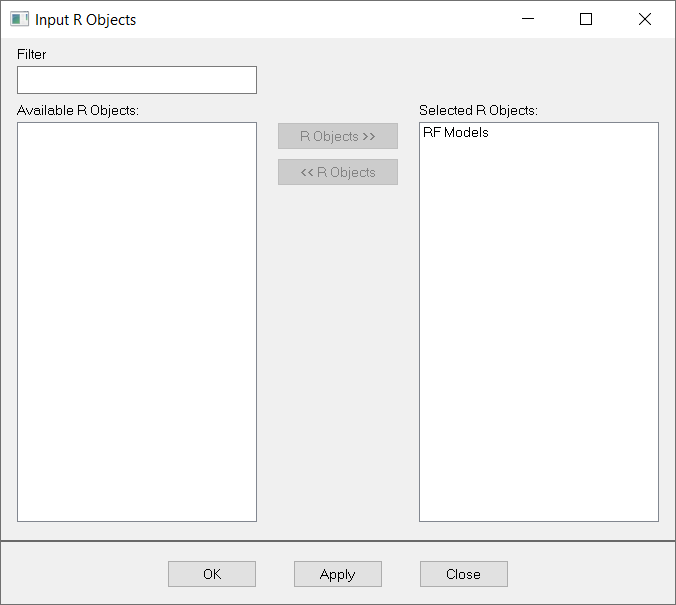 Input R Objects
Filter
Available R Objects:
Selected R Objects:
R Objects >>
RF Models
<< R Objects
OK
Apply
Close